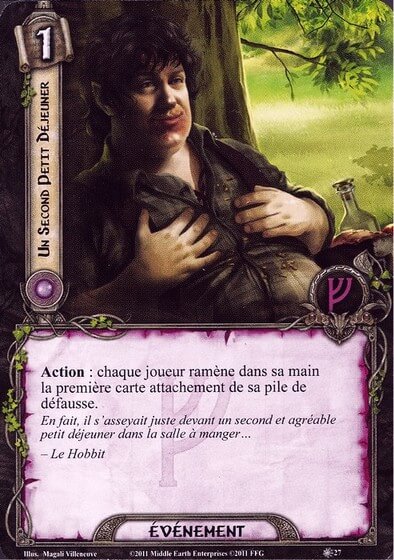 1
Un Second Petit Déjeuner
Action : chaque joueur ramène dans sa main
la première carte attachement de sa pile de
défausse.
En fait, il s'asseyait juste devant un second et agréable
petit déjeuner dans la salle à manger…
– Le Hobbit
ÉVÉNEMENT
Illus. Magali Villeneuve ©2011 Middle Earth Enterprises ©2011 FFG 27